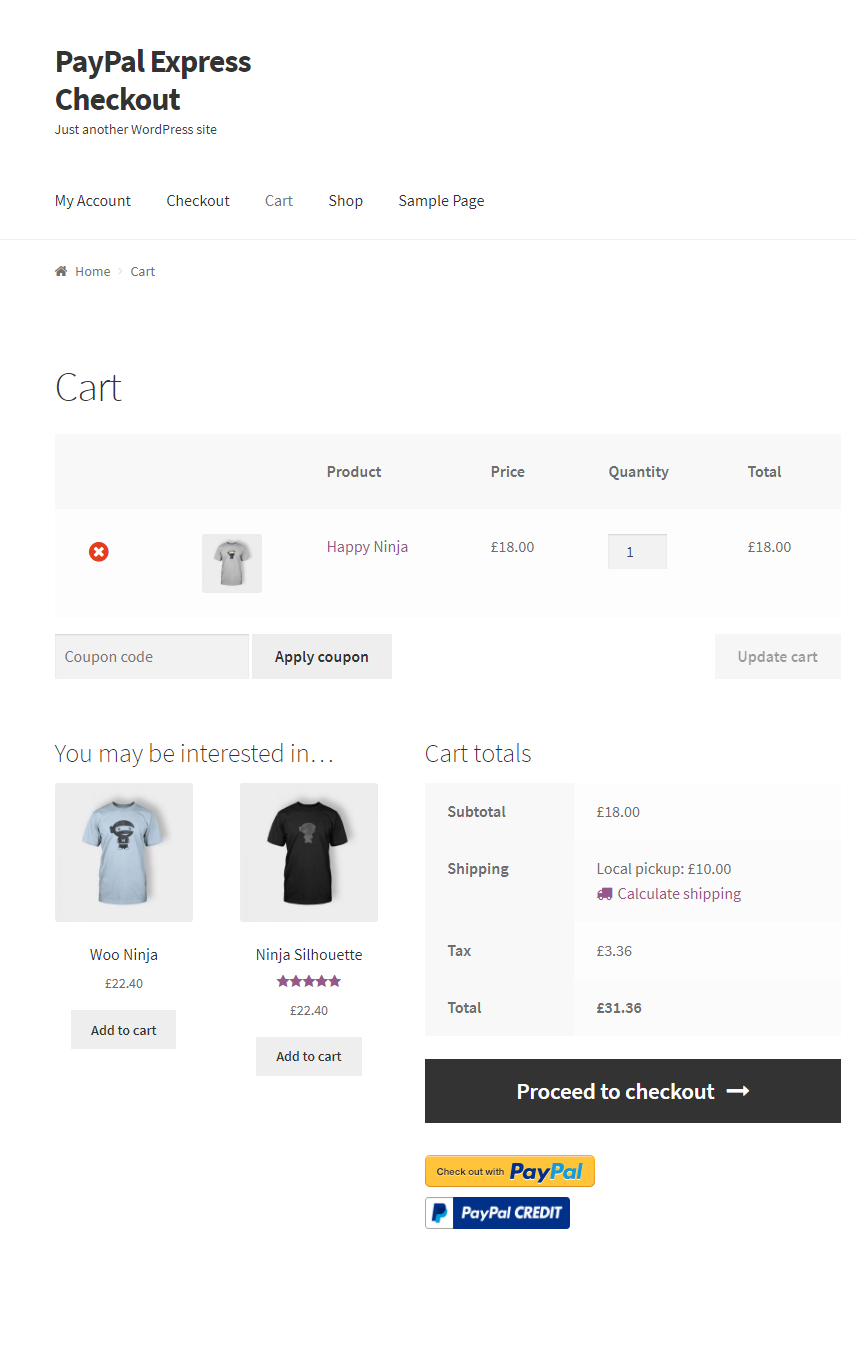 PayPal Express
Checkout
Just another WordPress site
My Account Checkout Cart Shop Sample Page
Home Cart
Cart
Product Price Quantity Total
Happy Ninja £18.00 1 £18.00
Coupon code Apply coupon Update cart
You may be interested in…
Woo Ninja
£22.40
Add to cart
Ninja Silhouette
£22.40
Add to cart
Cart totals
Subtotal £18.00
Shipping Local pickup: £10.00
Calculate shipping
Tax £3.36
Total £31.36
Proceed to checkout
Check out with PayPal
PayPal CREDIT